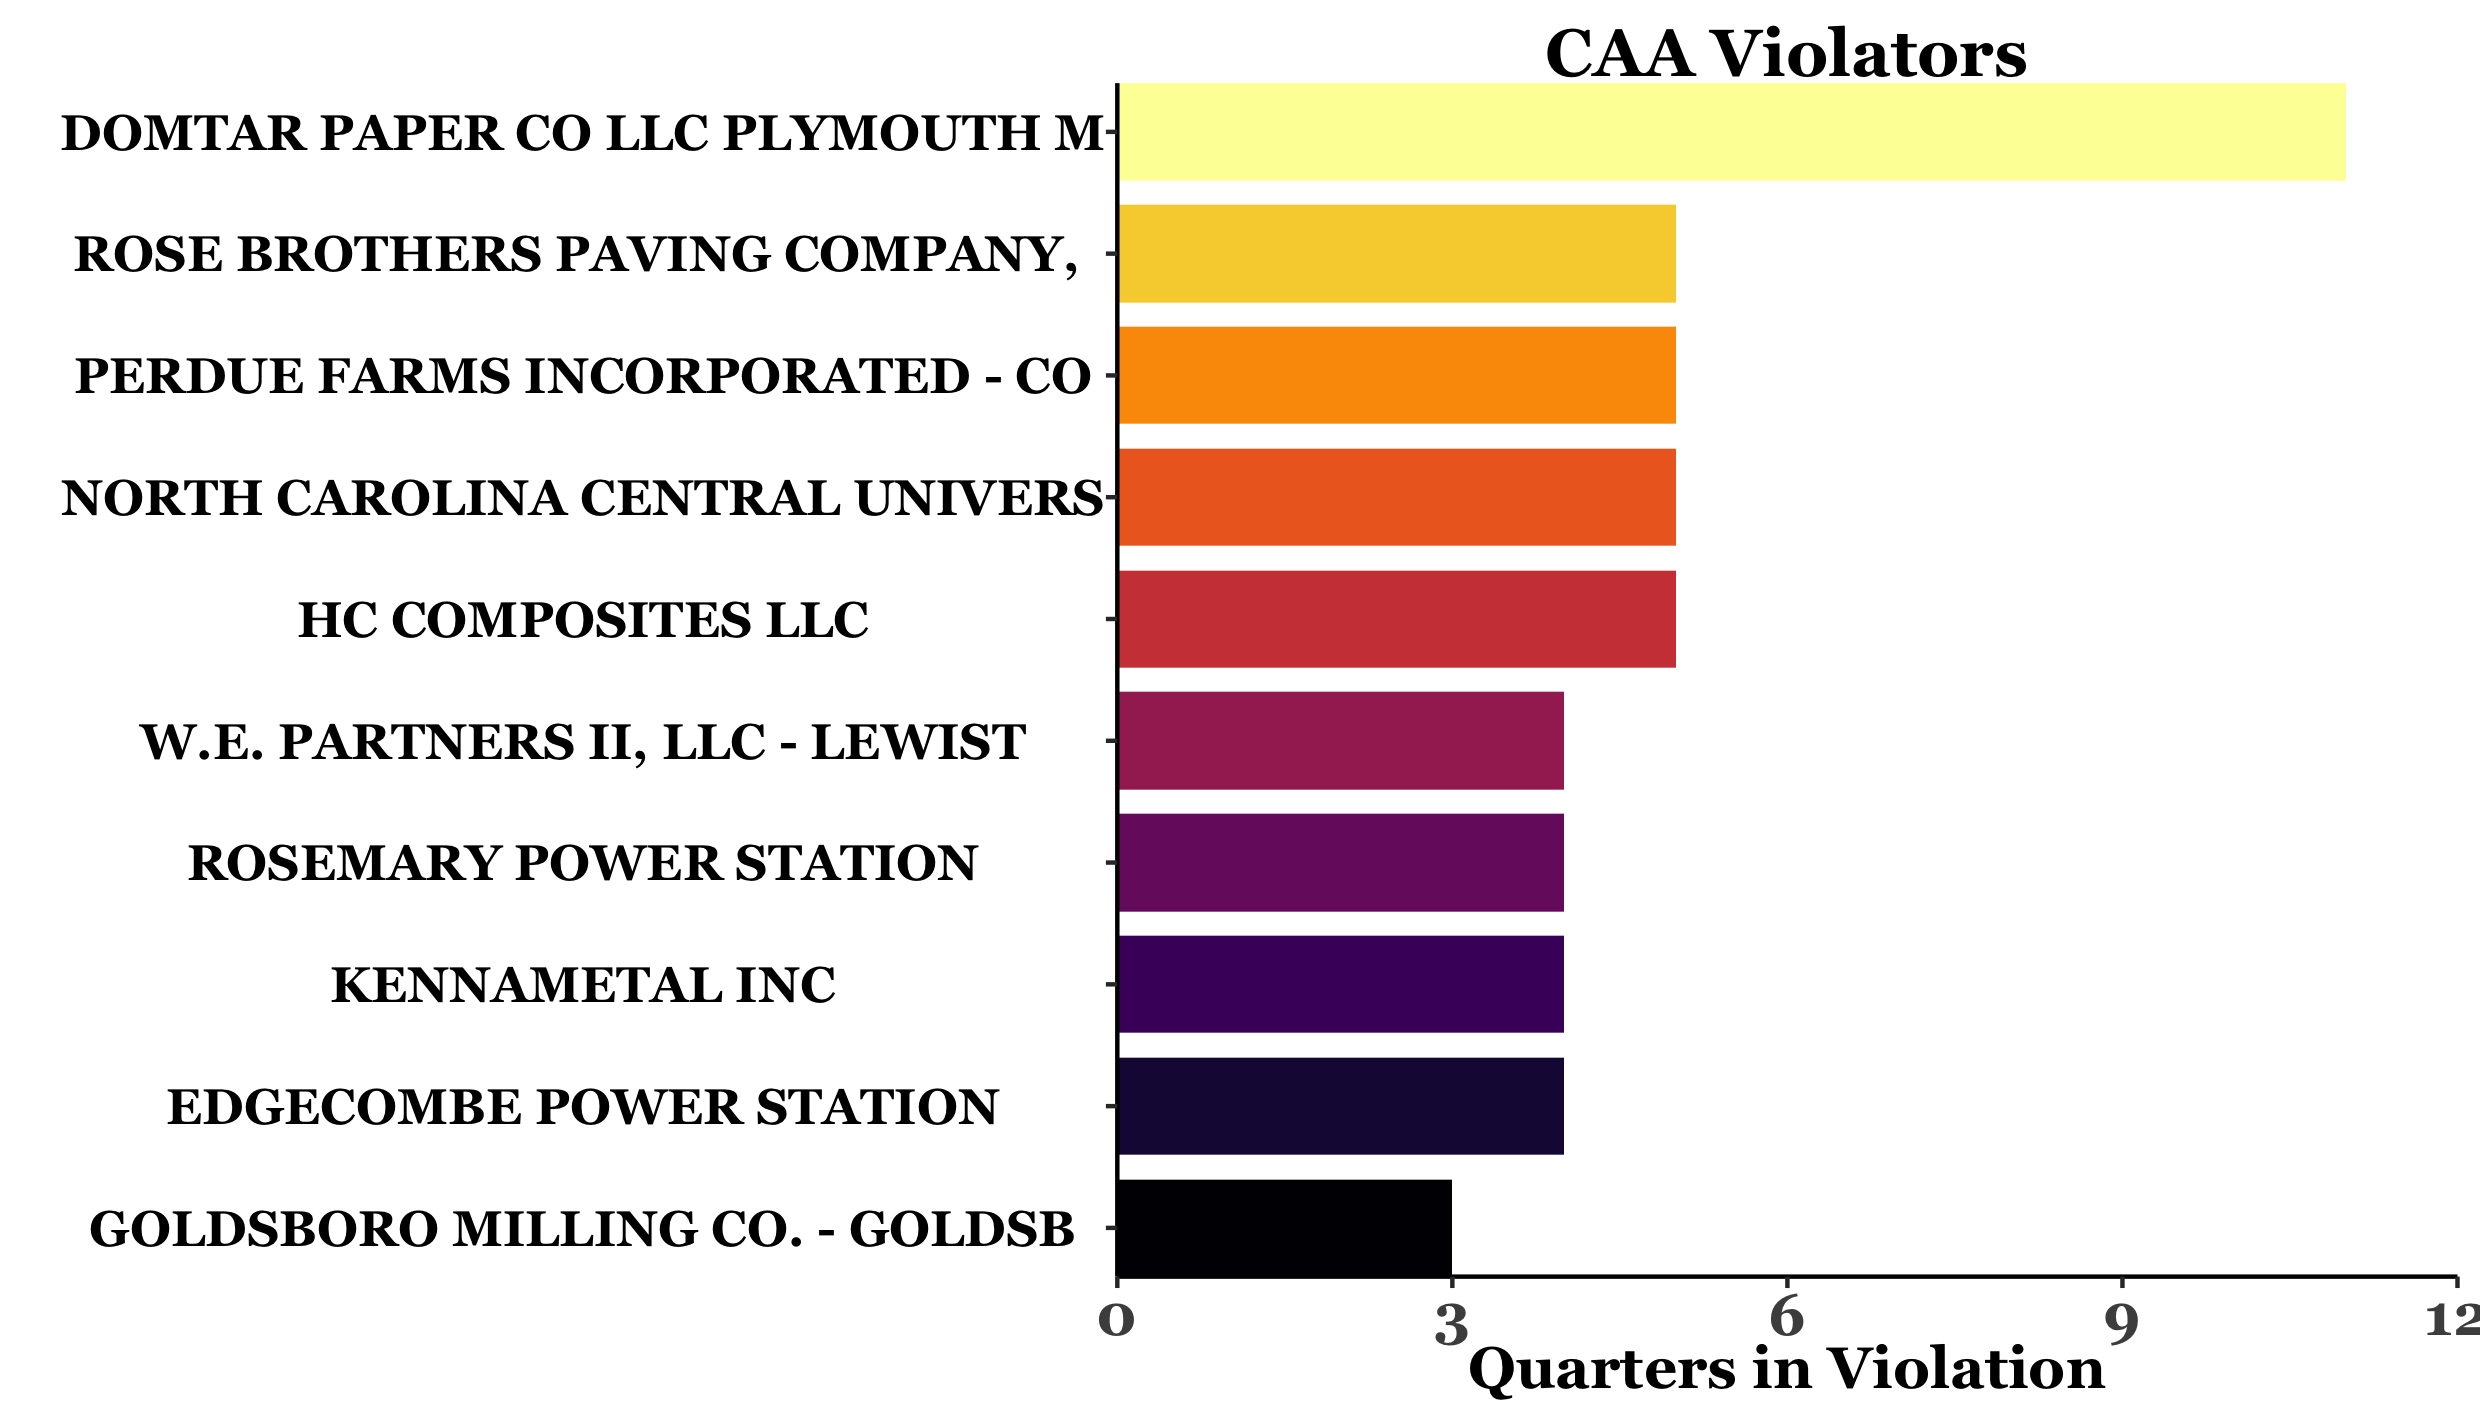 CAA Violators
DOMTAR PAPER CO LLC PLYMOUTH M
ROSE BROTHERS PAVING COMPANY,
PERDUE FARMS INCORPORATED - CO
NORTH CAROLINA CENTRAL UNIVERS
HC COMPOSITES LLC
W.E. PARTNERS II, LLC - LEWIST
ROSEMARY POWER STATION
KENNAMETAL INC
EDGECOMBE POWER STATION
GOLDSBORO MILLING CO. - GOLDSB
0 3 6 9 12
Quarters in Violation